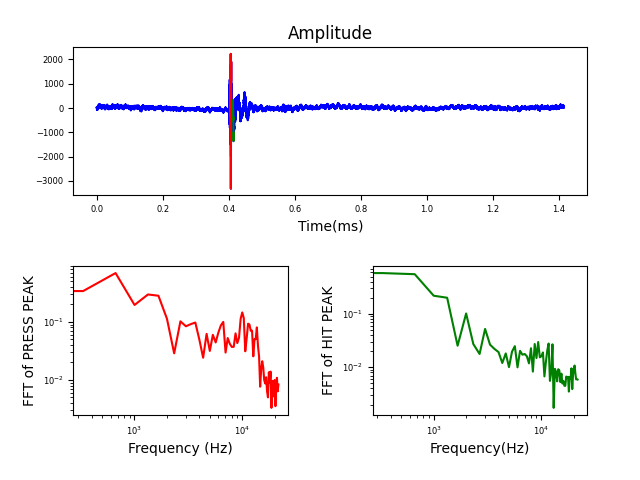 Amplitude
2000
1000
0
−1000
−2000
−3000
0.0 0.2 0.4 0.6 0.8 1.0 1.2 1.4
Time(ms)
FFT of PRESS PEAK
10⁻¹
10⁻²
10³ 10⁴
Frequency (Hz)
FFT of HIT PEAK
10⁻¹
10⁻²
10³ 10⁴
Frequency(Hz)